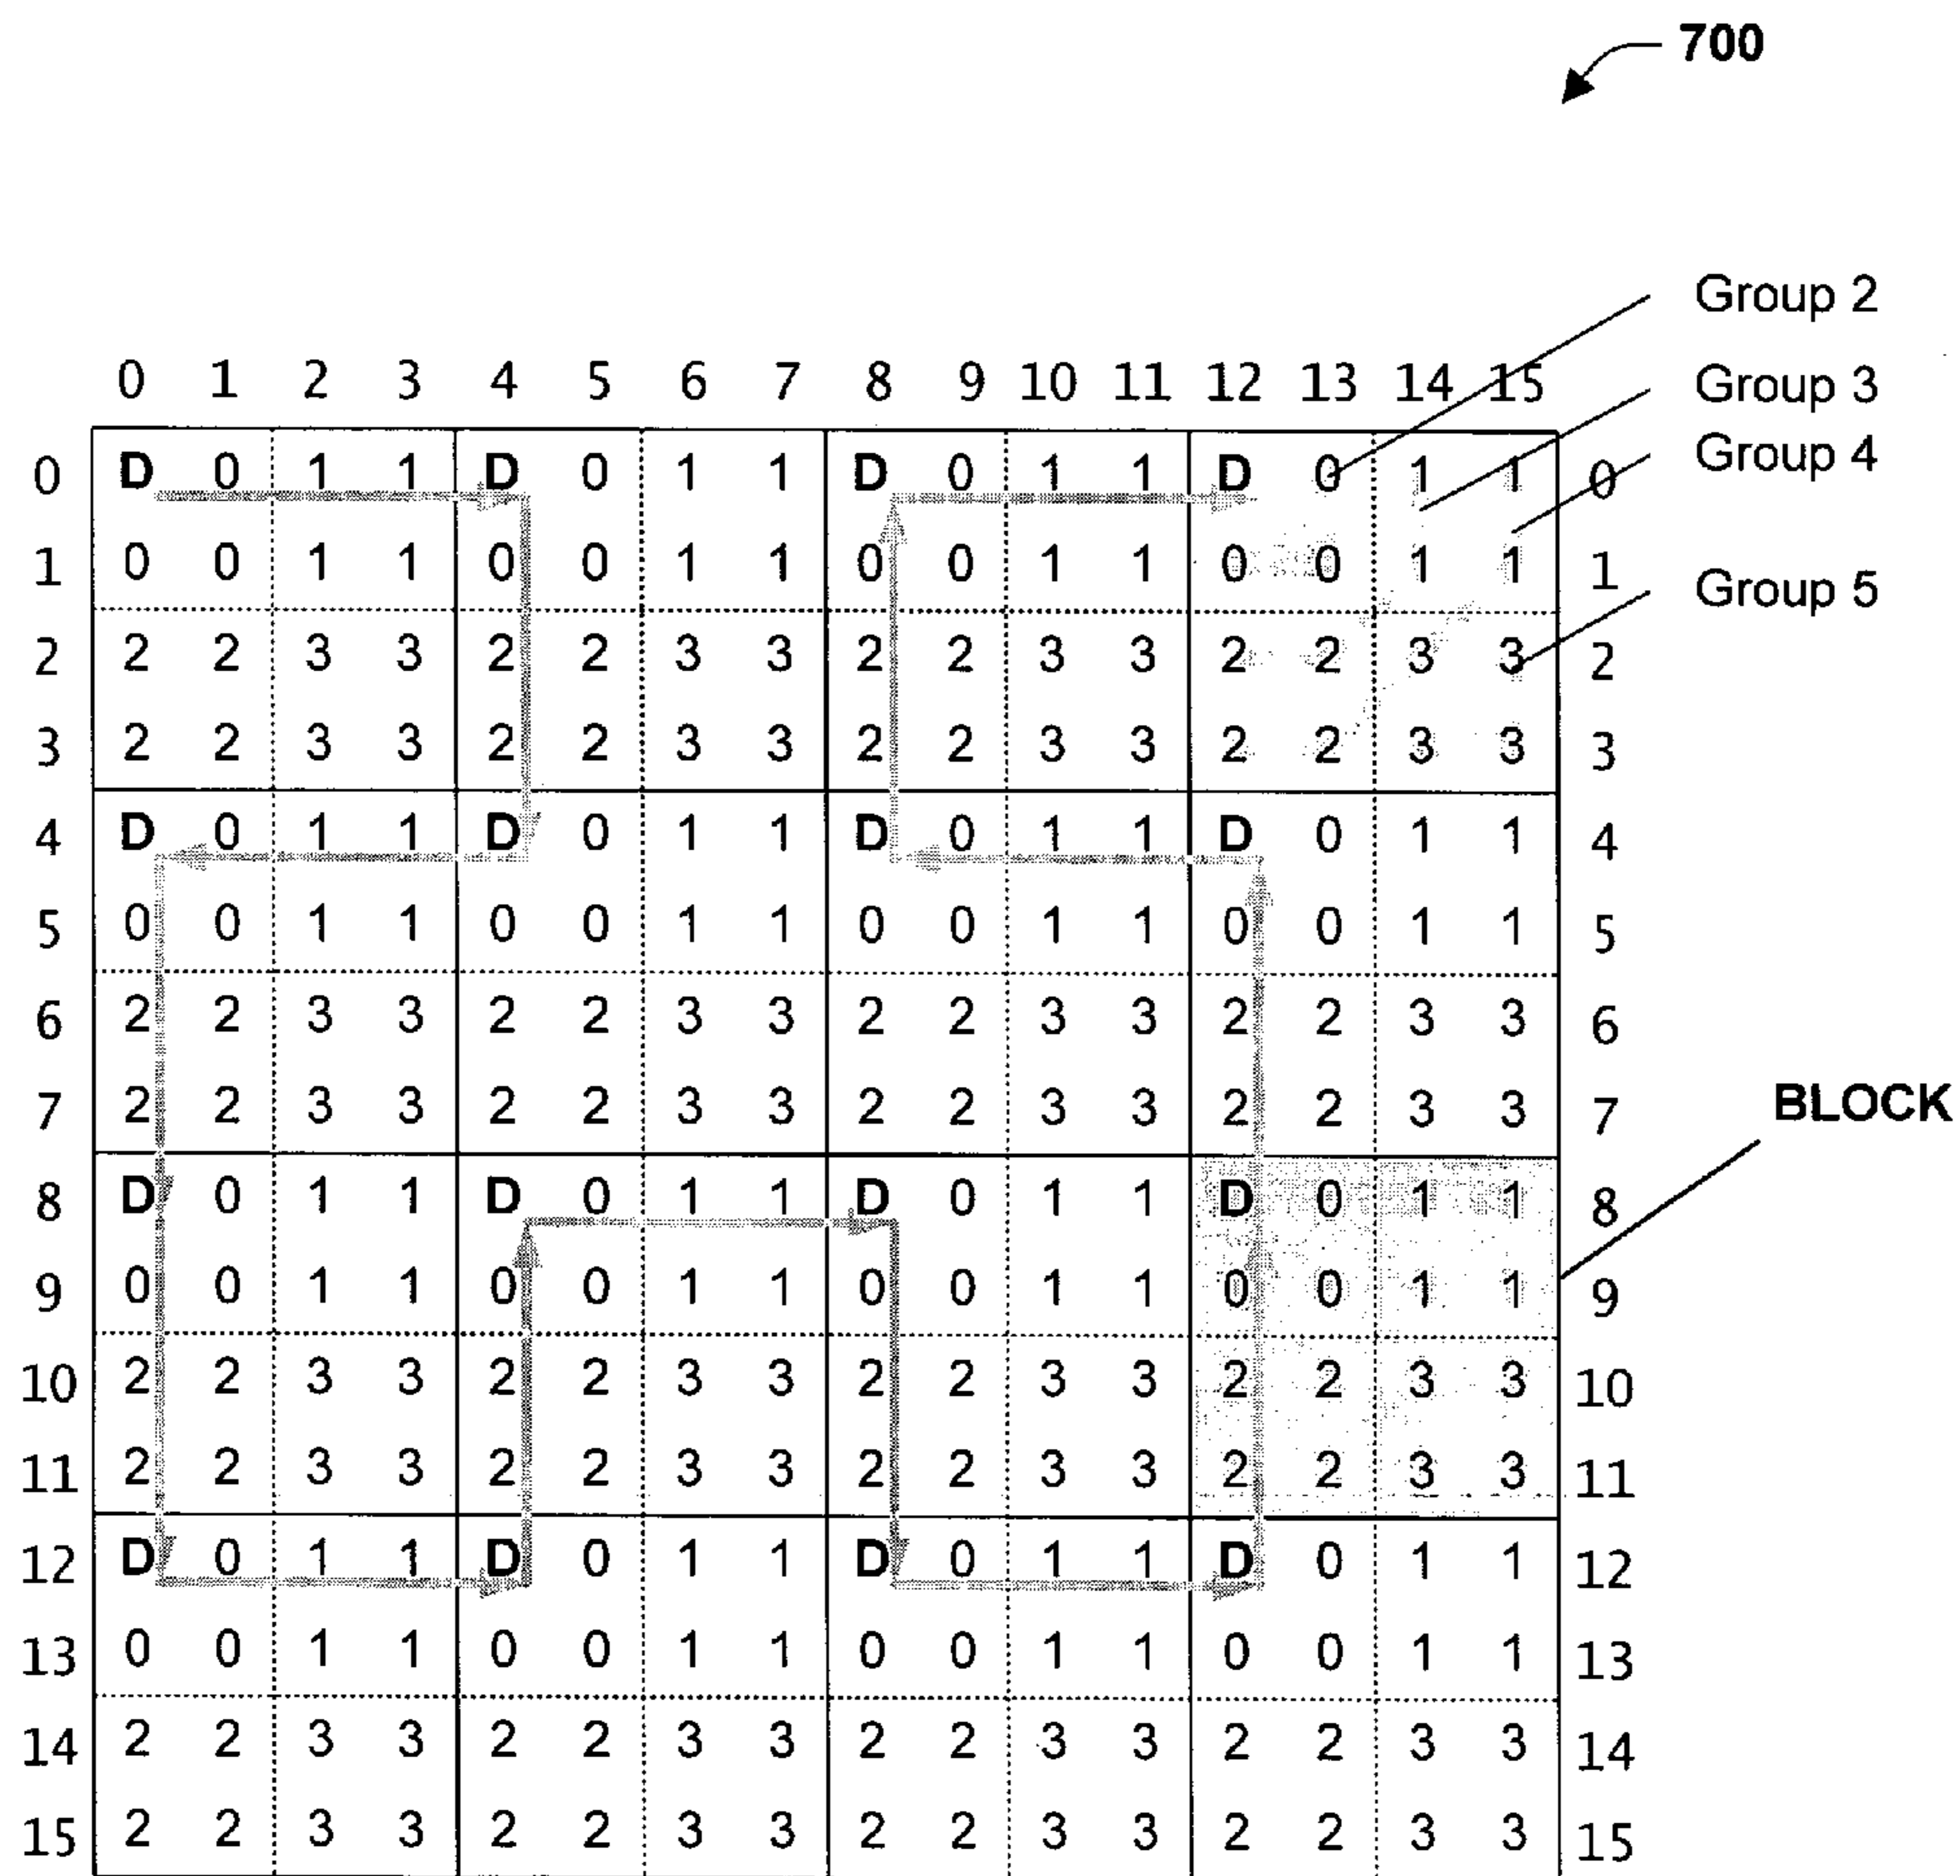 700
Group 2
Group 3
Group 4
Group 5
BLOCK
0 1 2 3 4 5 6 7 8 9 10 11 12 13 14 15
0 D 0 1 1 D 0 1 1 D 0 1 1 D 0 1 1 0
1 0 0 1 1 0 0 1 1 0 0 1 1 0 0 1 1 1
2 2 2 3 3 2 2 3 3 2 2 3 3 2 2 3 3 2
3 2 2 3 3 2 2 3 3 2 2 3 3 2 2 3 3 3
4 D 0 1 1 D 0 1 1 D 0 1 1 D 0 1 1 4
5 0 0 1 1 0 0 1 1 0 0 1 1 0 0 1 1 5
6 2 2 3 3 2 2 3 3 2 2 3 3 2 2 3 3 6
7 2 2 3 3 2 2 3 3 2 2 3 3 2 2 3 3 7
8 D 0 1 1 D 0 1 1 D 0 1 1 D 0 1 1 8
9 0 0 1 1 0 0 1 1 0 0 1 1 0 0 1 1 9
10 2 2 3 3 2 2 3 3 2 2 3 3 2 2 3 3 10
11 2 2 3 3 2 2 3 3 2 2 3 3 2 2 3 3 11
12 D 0 1 1 D 0 1 1 D 0 1 1 D 0 1 1 12
13 0 0 1 1 0 0 1 1 0 0 1 1 0 0 1 1 13
14 2 2 3 3 2 2 3 3 2 2 3 3 2 2 3 3 14
15 2 2 3 3 2 2 3 3 2 2 3 3 2 2 3 3 15